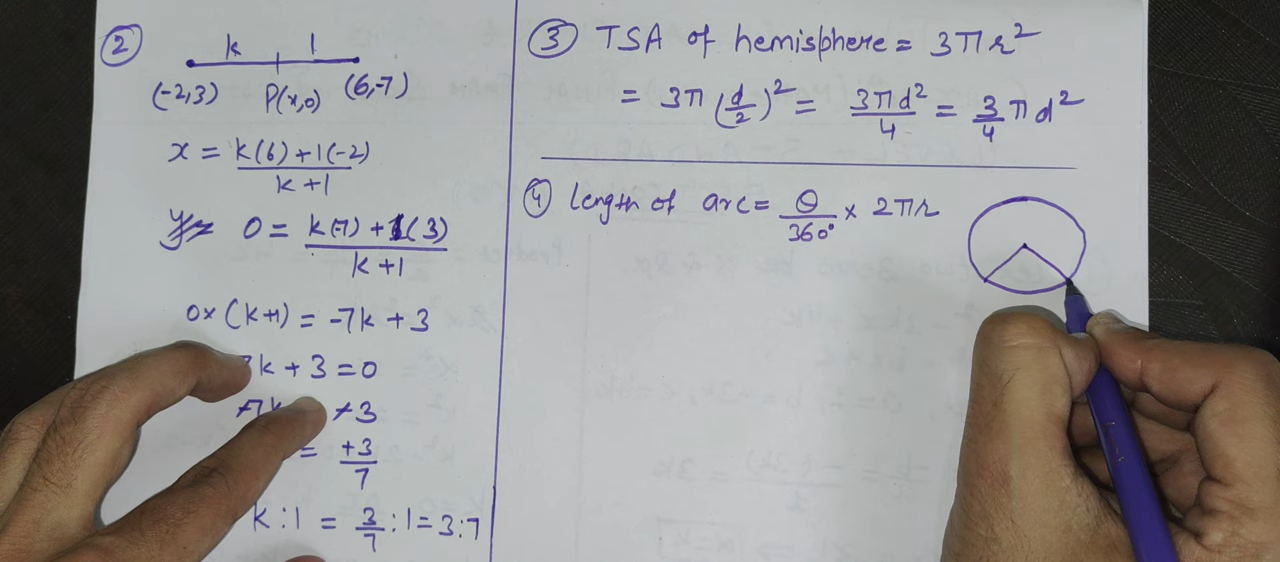 ②
k 1
(-2,3) P(x,0) (6,-7)
x = k(6)+1(-2) / k+1
0 = k(-7)+1(3) / k+1
0×(k+1) = -7k+3
k+3=0
-3
= +3/7
k:1 = 3/7:1=3:7
③ TSA of hemisphere = 3πr²
= 3π(d/2)² = 3πd²/4 = 3/4 πd²
④ length of arc = θ/360° × 2πr